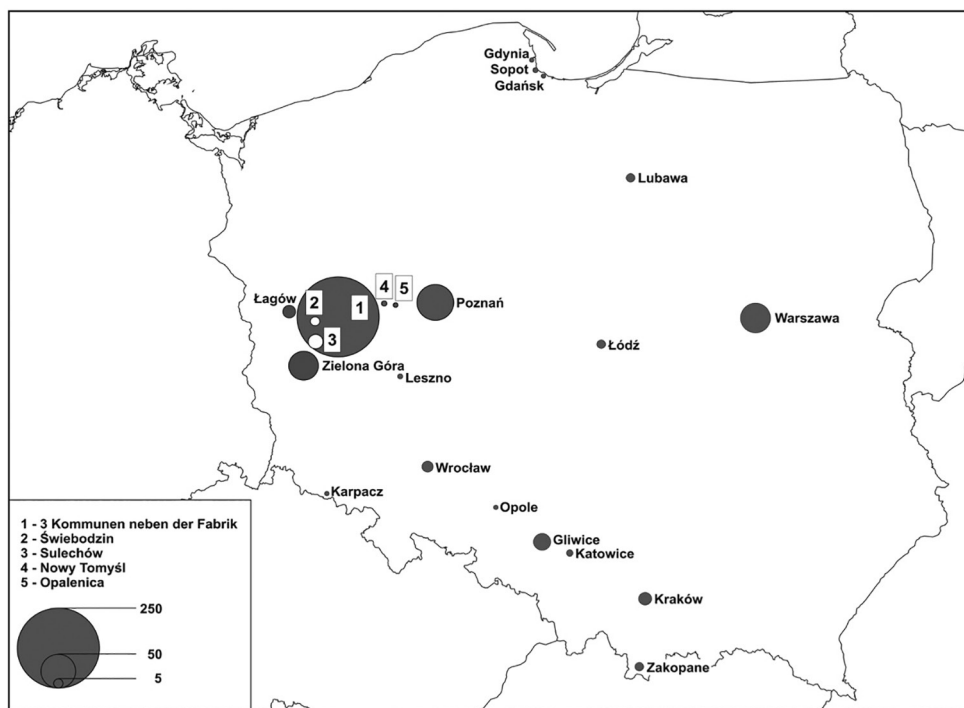 Gdynia
Sopot
Gdańsk
Lubawa
Łagów
2
1
4
5
Poznań
3
Warszawa
Łódź
Zielona Góra
Leszno
Wrocław
Karpacz
Opole
Gliwice
Katowice
Kraków
Zakopane
1 - 3 Kommunen neben der Fabrik
2 - Świebodzin
3 - Sulechów
4 - Nowy Tomyśl
5 - Opalenica
250
50
5